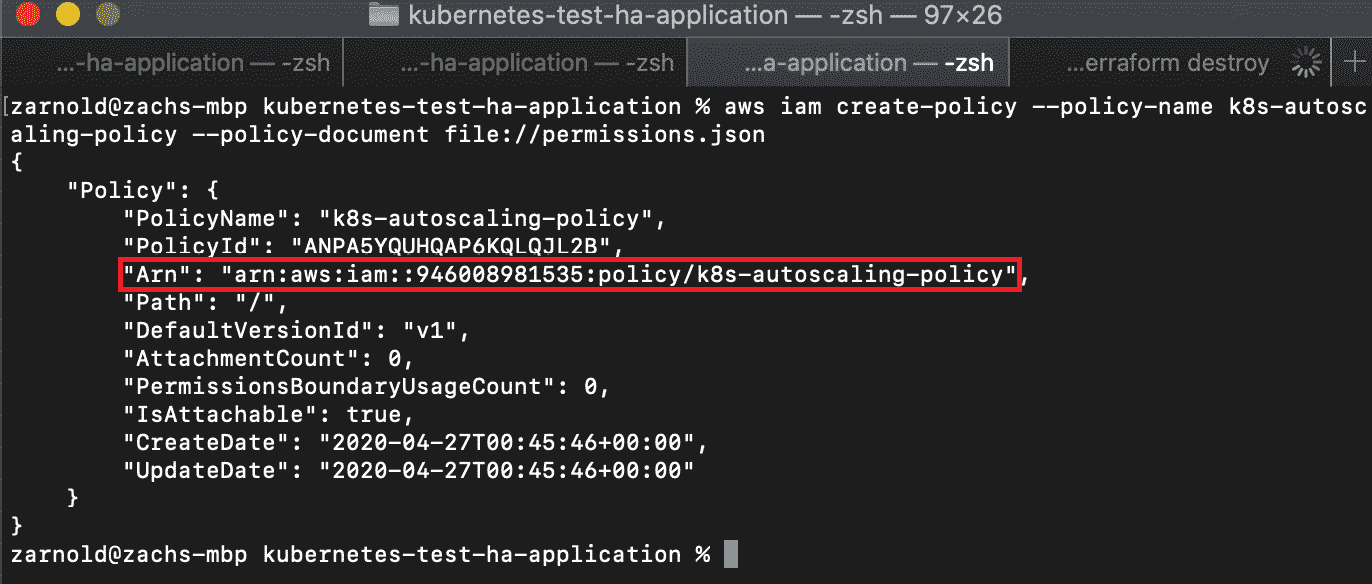 kubernetes-test-ha-application — -zsh — 97×26
...-ha-application — -zsh ...-ha-application — -zsh ...a-application — -zsh ...erraform destroy +
[zarnold@zachs-mbp kubernetes-test-ha-application % aws iam create-policy --policy-name k8s-autosc
aling-policy --policy-document file://permissions.json
{
    "Policy": {
        "PolicyName": "k8s-autoscaling-policy",
        "PolicyId": "ANPA5YQUHQAP6KQLQJL2B",
        "Arn": "arn:aws:iam::946008981535:policy/k8s-autoscaling-policy",
        "Path": "/",
        "DefaultVersionId": "v1",
        "AttachmentCount": 0,
        "PermissionsBoundaryUsageCount": 0,
        "IsAttachable": true,
        "CreateDate": "2020-04-27T00:45:46+00:00",
        "UpdateDate": "2020-04-27T00:45:46+00:00"
    }
}
zarnold@zachs-mbp kubernetes-test-ha-application %